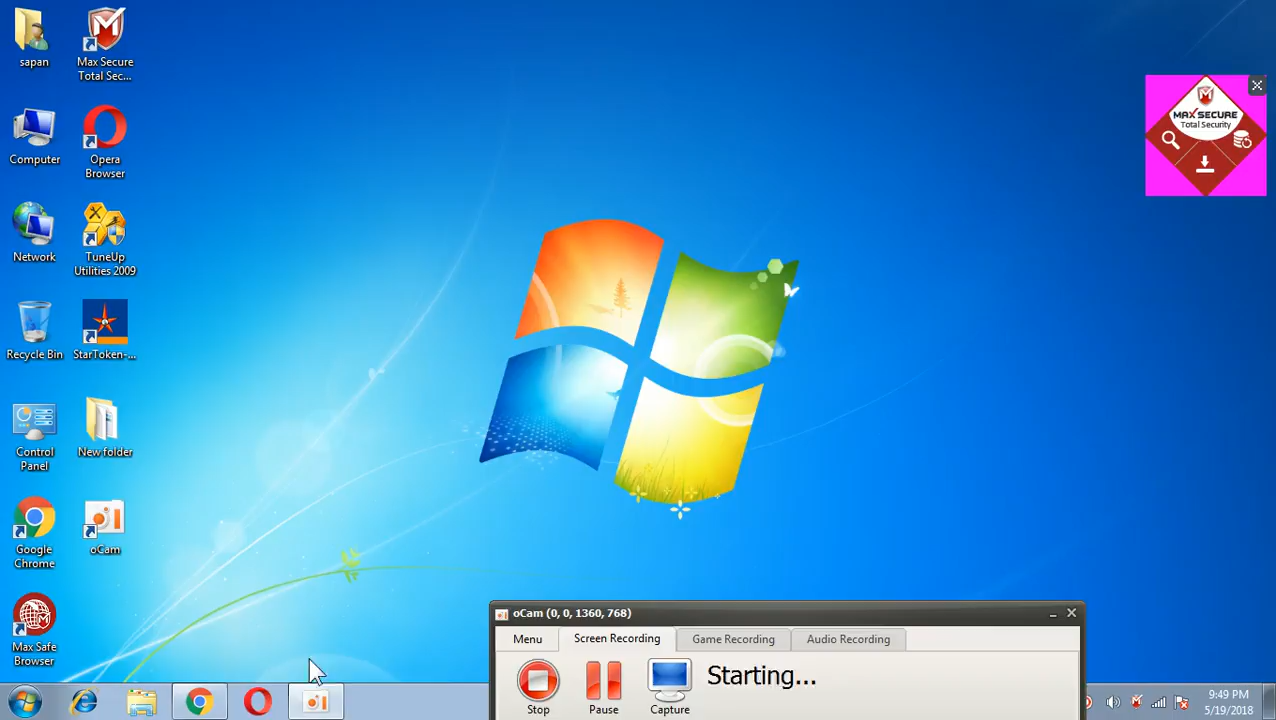 sapan
Max Secure
Total Sec...
Computer
Opera
Browser
Network
TuneUp
Utilities 2009
Recycle Bin
StarToken-...
Control
Panel
New folder
Google
Chrome
oCam
Max Safe
Browser
MAX SECURE
Total Security
oCam (0, 0, 1360, 768)
Menu
Screen Recording
Game Recording
Audio Recording
Starting...
Stop
Pause
Capture
9:49 PM
5/19/2018